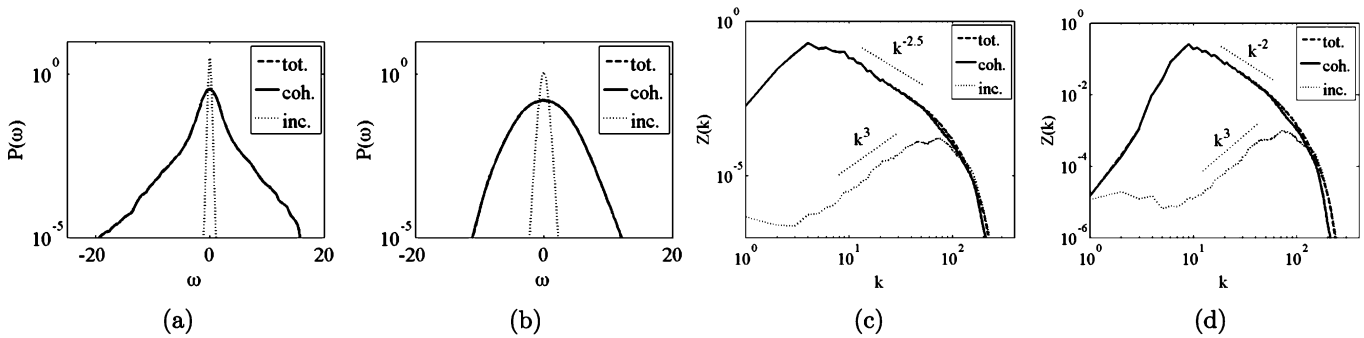 P(ω)
10^0
10^-5
-20
0
20
ω
tot.
coh.
inc.
(a)
P(ω)
10^0
10^-5
-20
0
20
ω
tot.
coh.
inc.
(b)
Z(k)
10^0
10^-5
10^0
10^1
10^2
k
k^-2.5
k^3
tot.
coh.
inc.
(c)
Z(k)
10^0
10^-2
10^-4
10^-6
10^0
10^1
10^2
k
k^-2
k^3
tot.
coh.
inc.
(d)